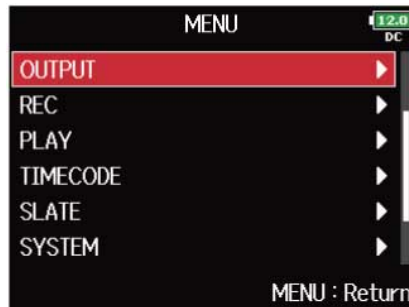 MENU
12.0
DC
OUTPUT
REC
PLAY
TIMECODE
SLATE
SYSTEM
MENU : Return